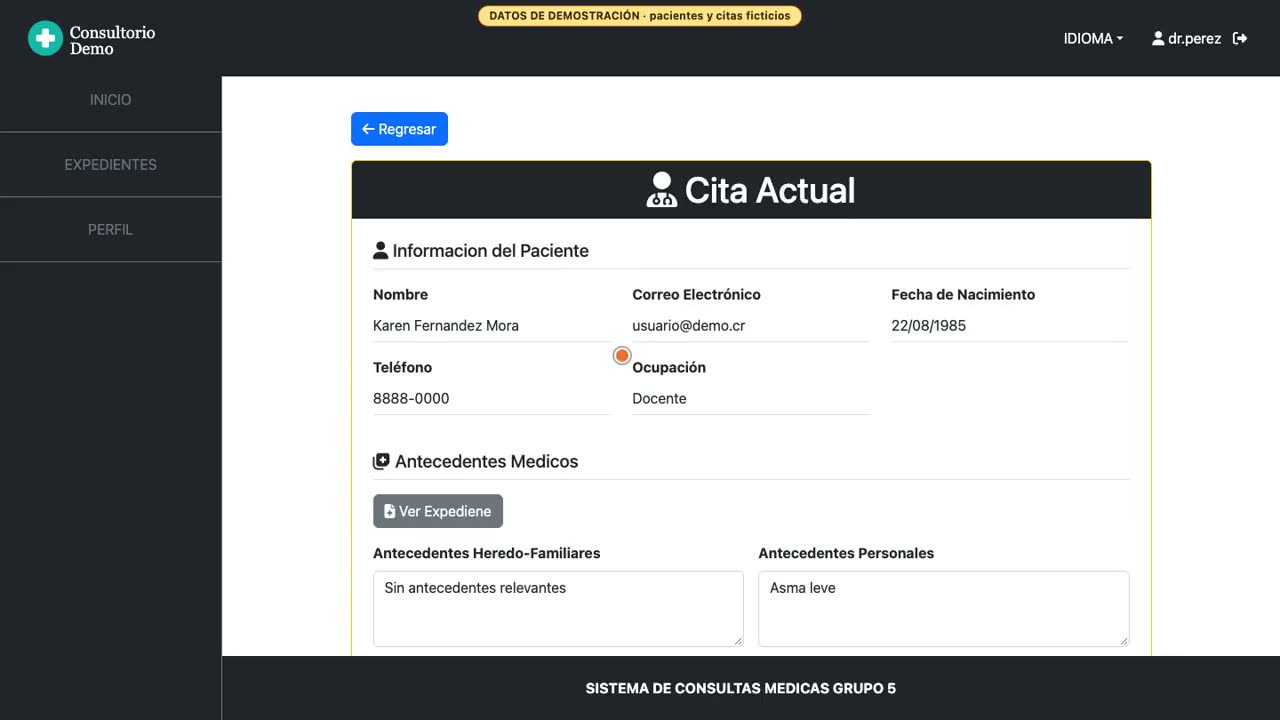 DATOS DE DEMOSTRACIÓN · pacientes y citas ficticios
Consultorio
Demo
IDIOMA
dr.perez
INICIO
EXPEDIENTES
PERFIL
Regresar
Cita Actual
Informacion del Paciente
Nombre Correo Electrónico Fecha de Nacimiento
Karen Fernandez Mora usuario@demo.cr 22/08/1985
Teléfono Ocupación
8888-0000 Docente
Antecedentes Medicos
Ver Expediene
Antecedentes Heredo-Familiares Antecedentes Personales
Sin antecedentes relevantes Asma leve
SISTEMA DE CONSULTAS MEDICAS GRUPO 5